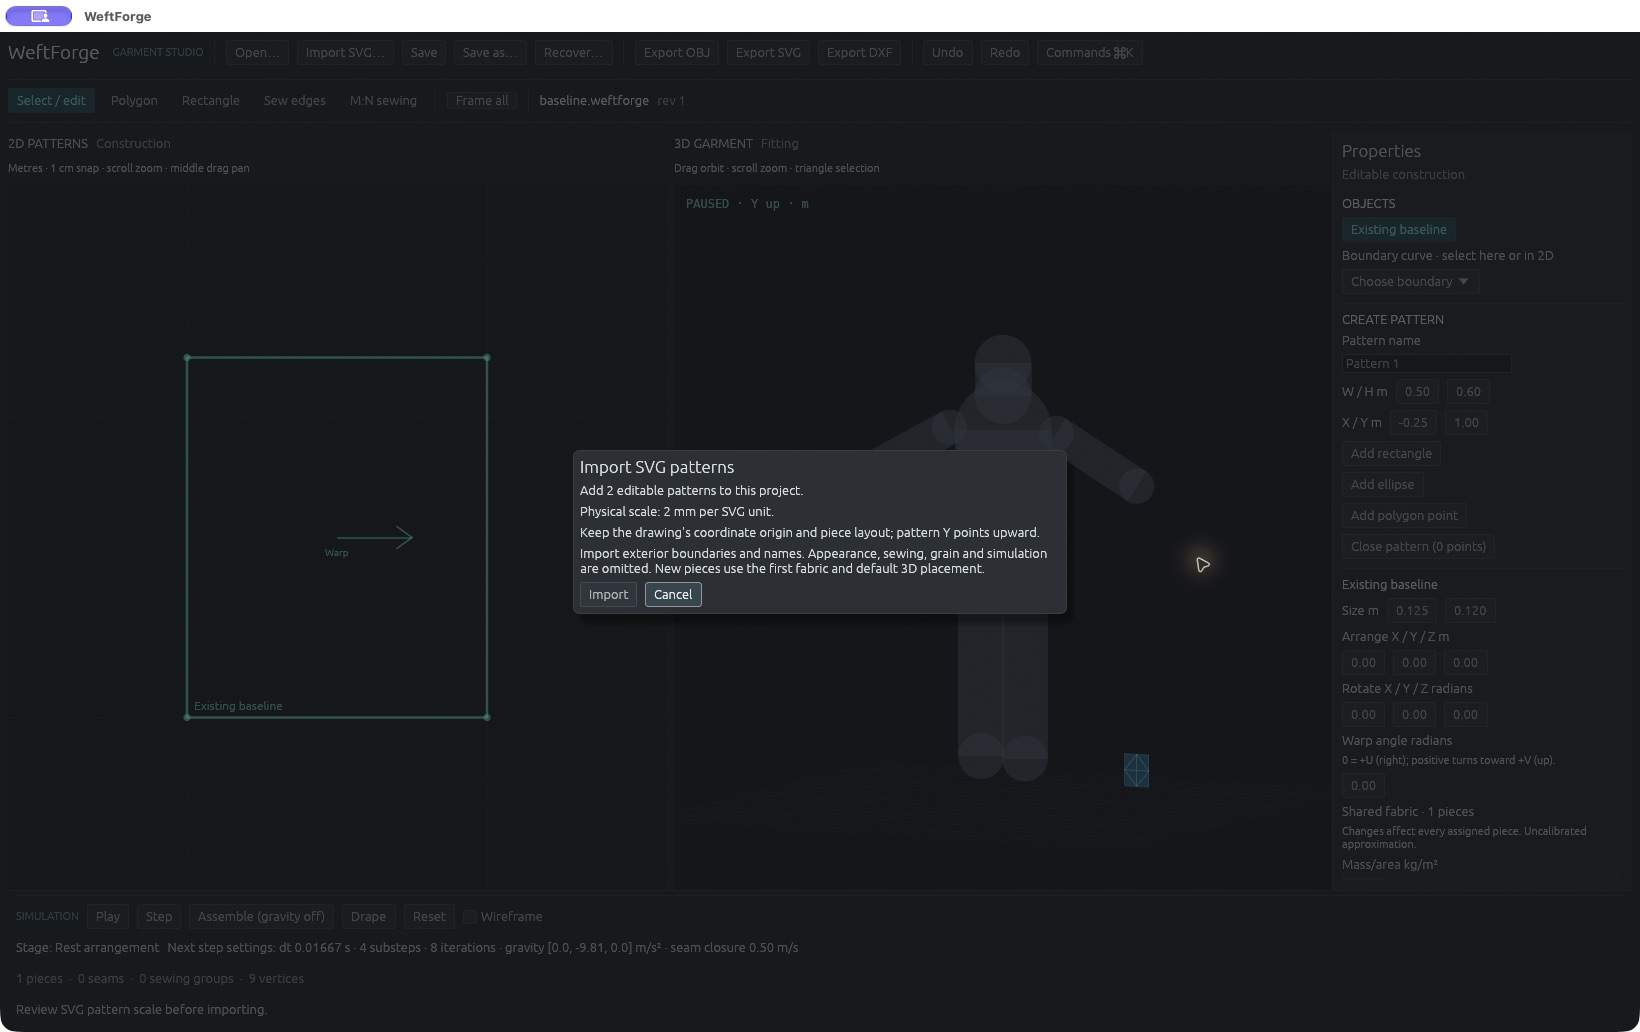 WeftForge
WeftForge GARMENT STUDIO Open… Import SVG… Save Save as… Recover… Export OBJ Export SVG Export DXF Undo Redo Commands ⌘K
Select / edit Polygon Rectangle Sew edges M:N sewing Frame all baseline.weftforge rev 1
2D PATTERNS Construction
Metres · 1 cm snap · scroll zoom · middle drag pan
Warp
Existing baseline
3D GARMENT Fitting
Drag orbit · scroll zoom · triangle selection
PAUSED · Y up · m
Import SVG patterns
Add 2 editable patterns to this project.
Physical scale: 2 mm per SVG unit.
Keep the drawing's coordinate origin and piece layout; pattern Y points upward.
Import exterior boundaries and names. Appearance, sewing, grain and simulation
are omitted. New pieces use the first fabric and default 3D placement.
Import Cancel
Properties
Editable construction
OBJECTS
Existing baseline
Boundary curve · select here or in 2D
Choose boundary
CREATE PATTERN
Pattern name
Pattern 1
W / H m 0.50 0.60
X / Y m -0.25 1.00
Add rectangle
Add ellipse
Add polygon point
Close pattern (0 points)
Existing baseline
Size m 0.125 0.120
Arrange X / Y / Z m
0.00 0.00 0.00
Rotate X / Y / Z radians
0.00 0.00 0.00
Warp angle radians
0 = +U (right); positive turns toward +V (up).
0.00
Shared fabric · 1 pieces
Changes affect every assigned piece. Uncalibrated
approximation.
Mass/area kg/m²
SIMULATION Play Step Assemble (gravity off) Drape Reset Wireframe
Stage: Rest arrangement Next step settings: dt 0.01667 s · 4 substeps · 8 iterations · gravity [0.0, -9.81, 0.0] m/s² · seam closure 0.50 m/s
1 pieces · 0 seams · 0 sewing groups · 9 vertices
Review SVG pattern scale before importing.